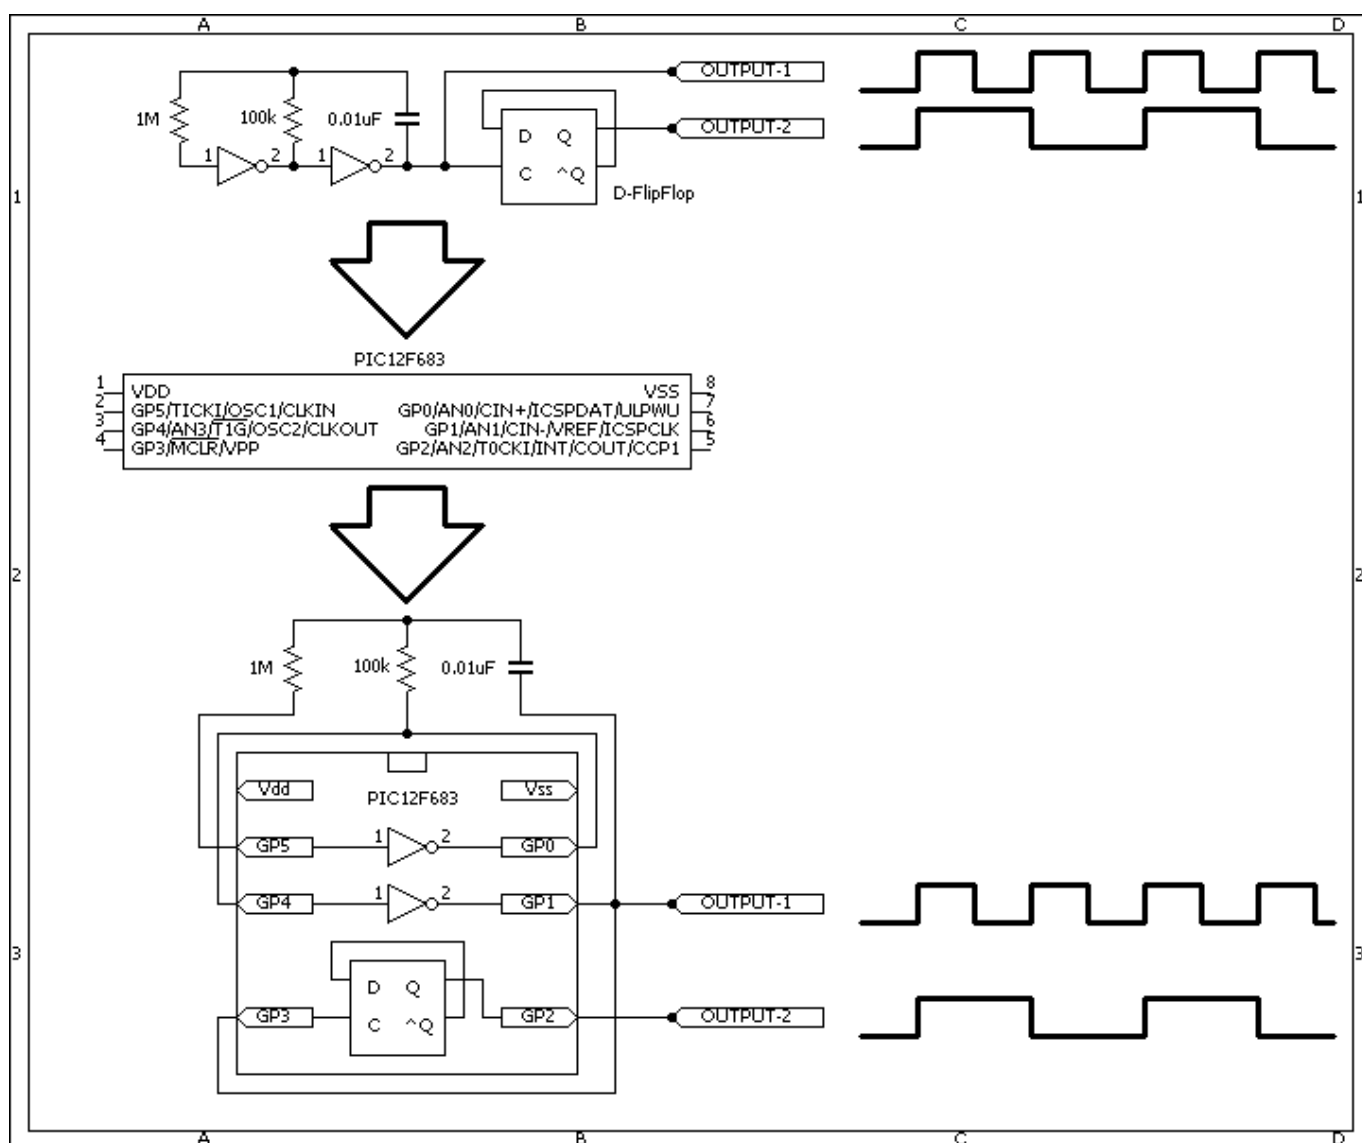 A B C D
OUTPUT-1
1M 100k 0.01uF
OUTPUT-2
1 2 1 2
D Q
C ^Q
D-FlipFlop
1 1
PIC12F683
1 VDD VSS 8
2 GP5/TICKI/OSC1/CLKIN GP0/AN0/CIN+/ICSPDAT/ULPWU 7
3 GP4/AN3/T1G/OSC2/CLKOUT GP1/AN1/CIN-/VREF/ICSPCLK 6
4 GP3/MCLR/VPP GP2/AN2/T0CKI/INT/COUT/CCP1 5
2 2
1M 100k 0.01uF
Vdd Vss
PIC12F683
GP5 1 2 GP0
GP4 1 2 GP1 OUTPUT-1
3 3
D Q
GP3 C ^Q GP2 OUTPUT-2
A B C D